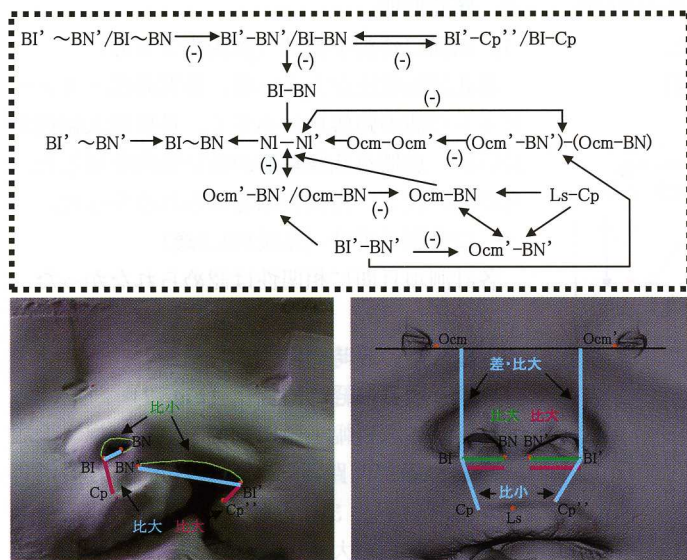 BI' ～BN'/BI～BN (-) BI'-BN'/BI-BN (-) BI'-Cp''/BI-Cp
(-)
BI-BN
(-)
BI' ～BN' BI～BN Nl—Nl' Ocm-Ocm' (-) (Ocm'-BN')-(Ocm-BN)
(-)
Ocm'-BN'/Ocm-BN (-) Ocm-BN Ls-Cp
BI'-BN' (-) Ocm'-BN'
比小
BN
BI BN'
Cp BI'
Cp''
比大 比大
Ocm Ocm'
差·比大
比大 比大
BN BN'
BI BI'
比小
Cp Ls Cp''